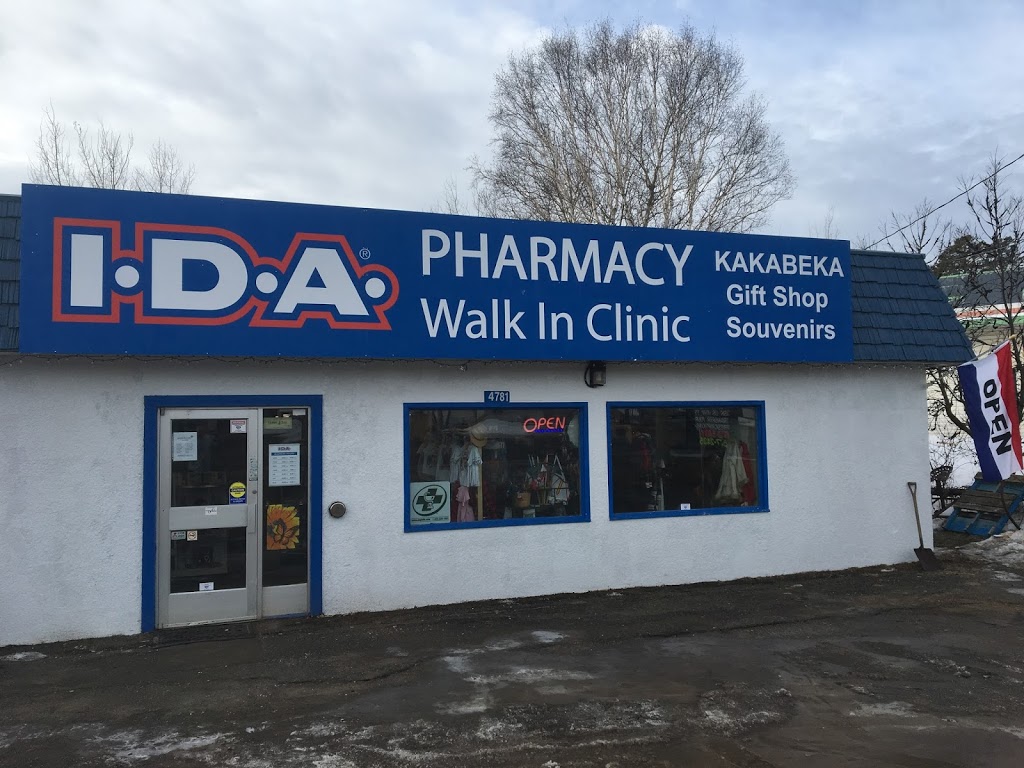 I·D·A·®
PHARMACY
Walk In Clinic
KAKABEKA
Gift Shop
Souvenirs
4781
OPEN
OPEN
I·D·A·